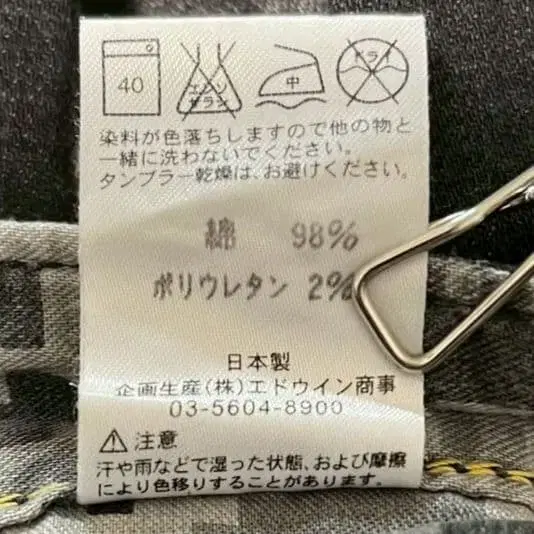 40 エンソサラシ 中 ドライ
染料が色落ちしますので他の物と
一緒に洗わないでください。
タンブラー乾燥は、お避けください。
綿 98%
ポリウレタン 2%
日本製
企画生産(株)エドウイン商事
03-5604-8900
⚠注意
汗や雨などで湿った状態、および摩擦
により色移りすることがあります。